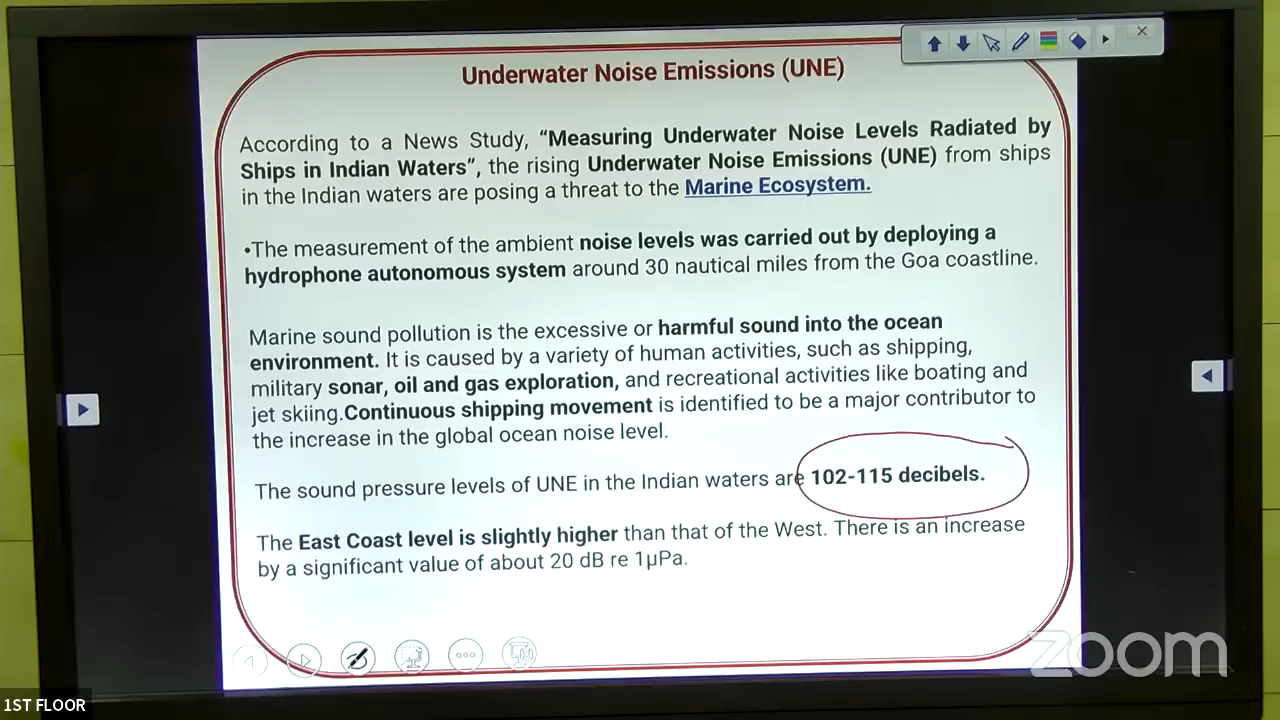 Underwater Noise Emissions (UNE)
According to a News Study, “Measuring Underwater Noise Levels Radiated by
Ships in Indian Waters”, the rising Underwater Noise Emissions (UNE) from ships
in the Indian waters are posing a threat to the Marine Ecosystem.
•The measurement of the ambient noise levels was carried out by deploying a
hydrophone autonomous system around 30 nautical miles from the Goa coastline.
Marine sound pollution is the excessive or harmful sound into the ocean
environment. It is caused by a variety of human activities, such as shipping,
military sonar, oil and gas exploration, and recreational activities like boating and
jet skiing.Continuous shipping movement is identified to be a major contributor to
the increase in the global ocean noise level.
The sound pressure levels of UNE in the Indian waters are 102-115 decibels.
The East Coast level is slightly higher than that of the West. There is an increase
by a significant value of about 20 dB re 1µPa.
zoom
1ST FLOOR